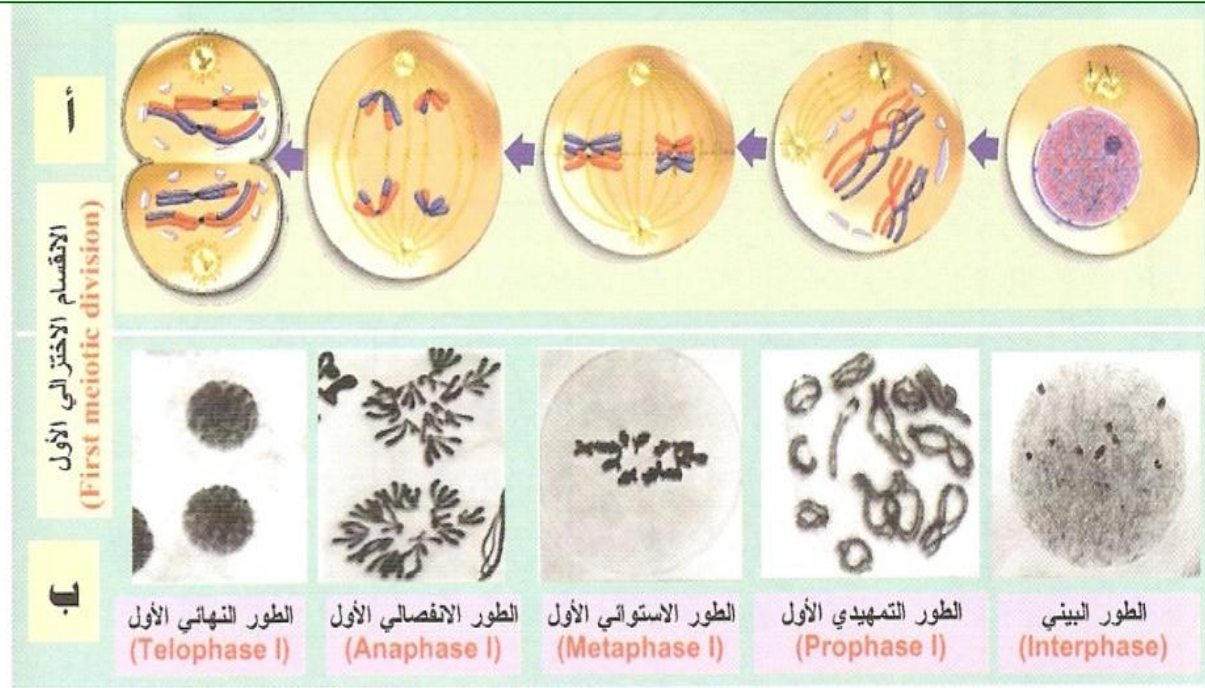 أ
الانقسام الاختزالي الأول
(First meiotic division)
ب
الطور البيني
(Interphase)
الطور التمهيدي الأول
(Prophase I)
الطور الاستوائي الأول
(Metaphase I)
الطور الانفصالي الأول
(Anaphase I)
الطور النهائي الأول
(Telophase I)